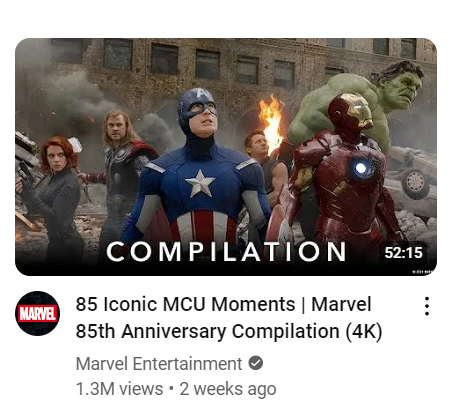 COMPILATION
52:15
MARVEL
85 Iconic MCU Moments | Marvel
85th Anniversary Compilation (4K)
Marvel Entertainment
1.3M views • 2 weeks ago